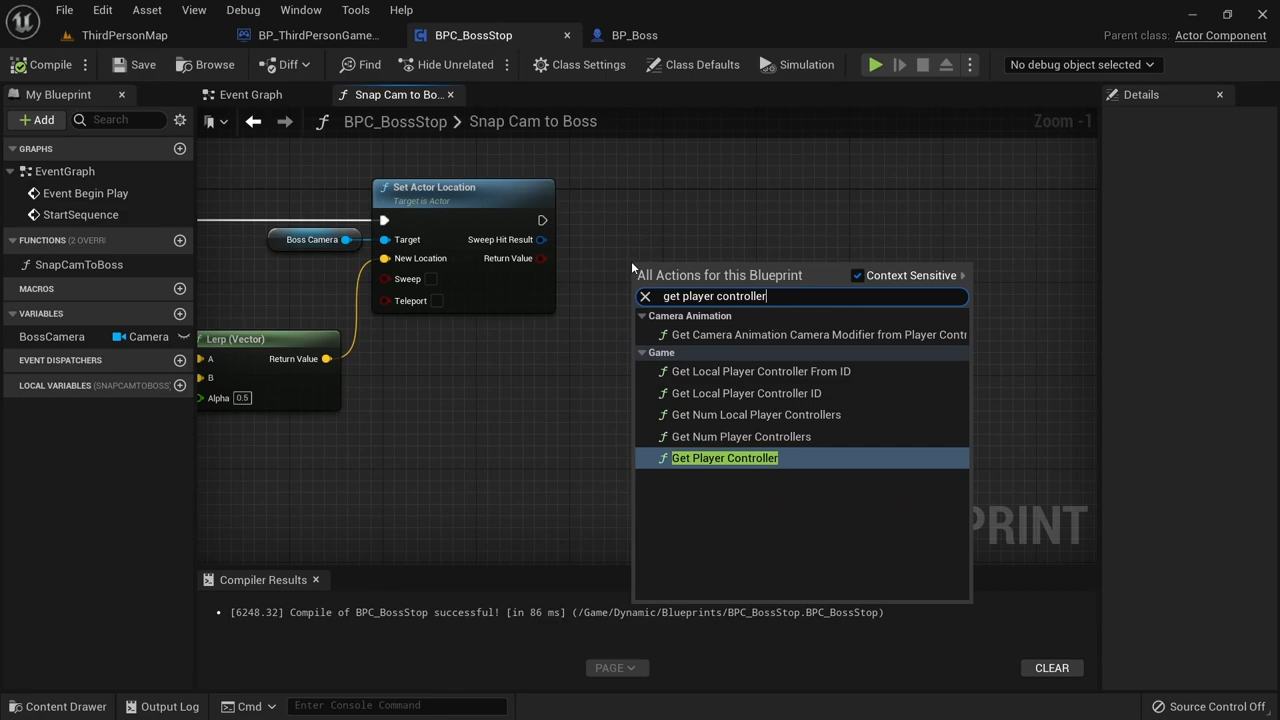 File Edit Asset View Debug Window Tools Help
ThirdPersonMap BP_ThirdPersonGame... BPC_BossStop BP_Boss Parent class: Actor Component
Compile Save Browse Diff Find Hide Unrelated Class Settings Class Defaults Simulation No debug object selected
My Blueprint Event Graph Snap Cam to Bo... Details
Add Search BPC_BossStop > Snap Cam to Boss Zoom -1
GRAPHS
EventGraph
Event Begin Play
StartSequence
FUNCTIONS (2 OVERRI
SnapCamToBoss
MACROS
VARIABLES
BossCamera Camera
EVENT DISPATCHERS
LOCAL VARIABLES (SNAPCAMTOBOSS)
Set Actor Location
Target is Actor
Boss Camera Target Sweep Hit Result
New Location Return Value
Sweep
Teleport
Lerp (Vector)
A Return Value
B
Alpha 0.5
All Actions for this Blueprint Context Sensitive
get player controller
Camera Animation
Get Camera Animation Camera Modifier from Player Contr
Game
Get Local Player Controller From ID
Get Local Player Controller ID
Get Num Local Player Controllers
Get Num Player Controllers
Get Player Controller
PRINT
Compiler Results
[6248.32] Compile of BPC_BossStop successful! [in 86 ms] (/Game/Dynamic/Blueprints/BPC_BossStop.BPC_BossStop)
PAGE CLEAR
Content Drawer Output Log Cmd Enter Console Command Source Control Off